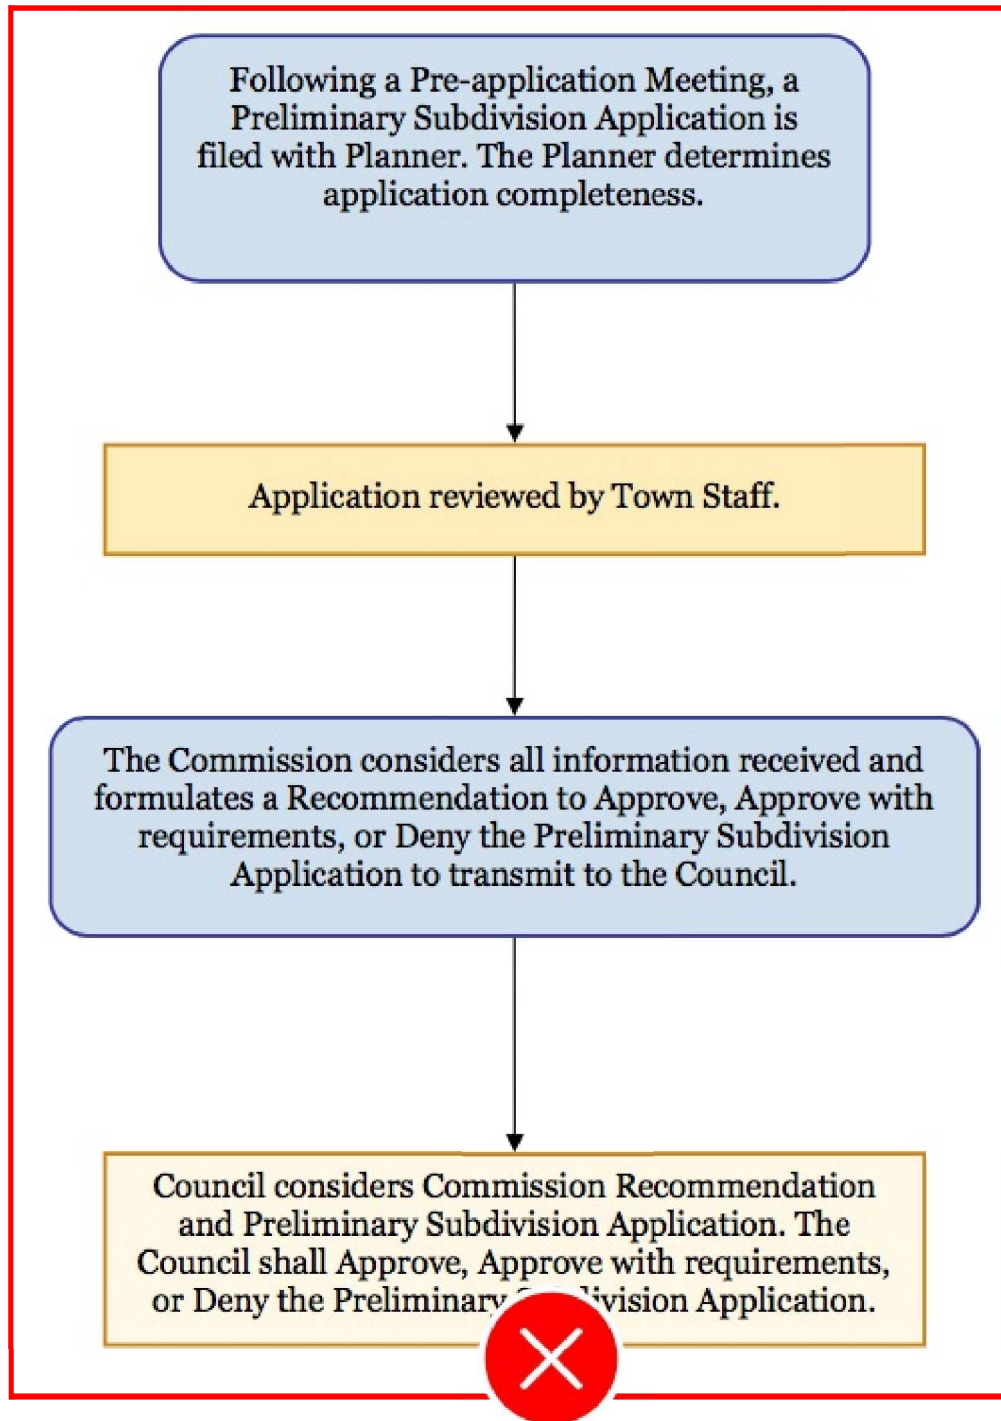 Following a Pre-application Meeting, a
Preliminary Subdivision Application is
filed with Planner. The Planner determines
application completeness.
Application reviewed by Town Staff.
The Commission considers all information received and
formulates a Recommendation to Approve, Approve with
requirements, or Deny the Preliminary Subdivision
Application to transmit to the Council.
Council considers Commission Recommendation
and Preliminary Subdivision Application. The
Council shall Approve, Approve with requirements,
or Deny the Preliminary Application.